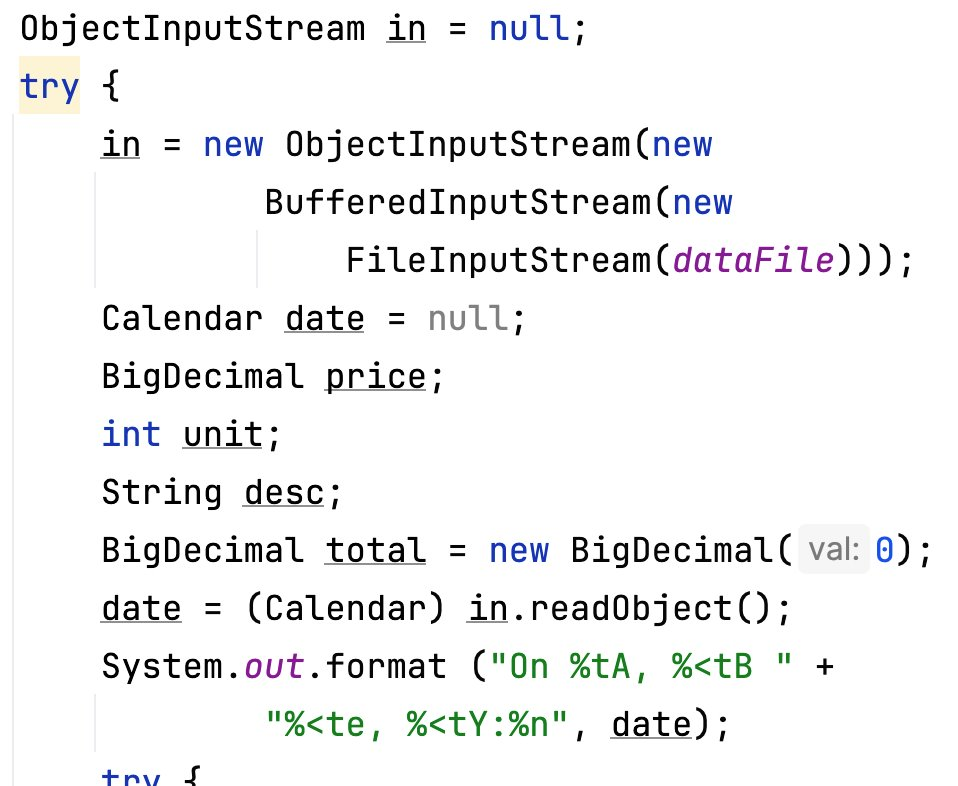 ObjectInputStream in = null;
try {
in = new ObjectInputStream(new
BufferedInputStream(new
FileInputStream(dataFile)));
Calendar date = null;
BigDecimal price;
int unit;
String desc;
BigDecimal total = new BigDecimal( val: 0);
date = (Calendar) in.readObject();
System.out.format ("On %tA, %<tB " +
"%<te, %<tY:%n", date);
try {